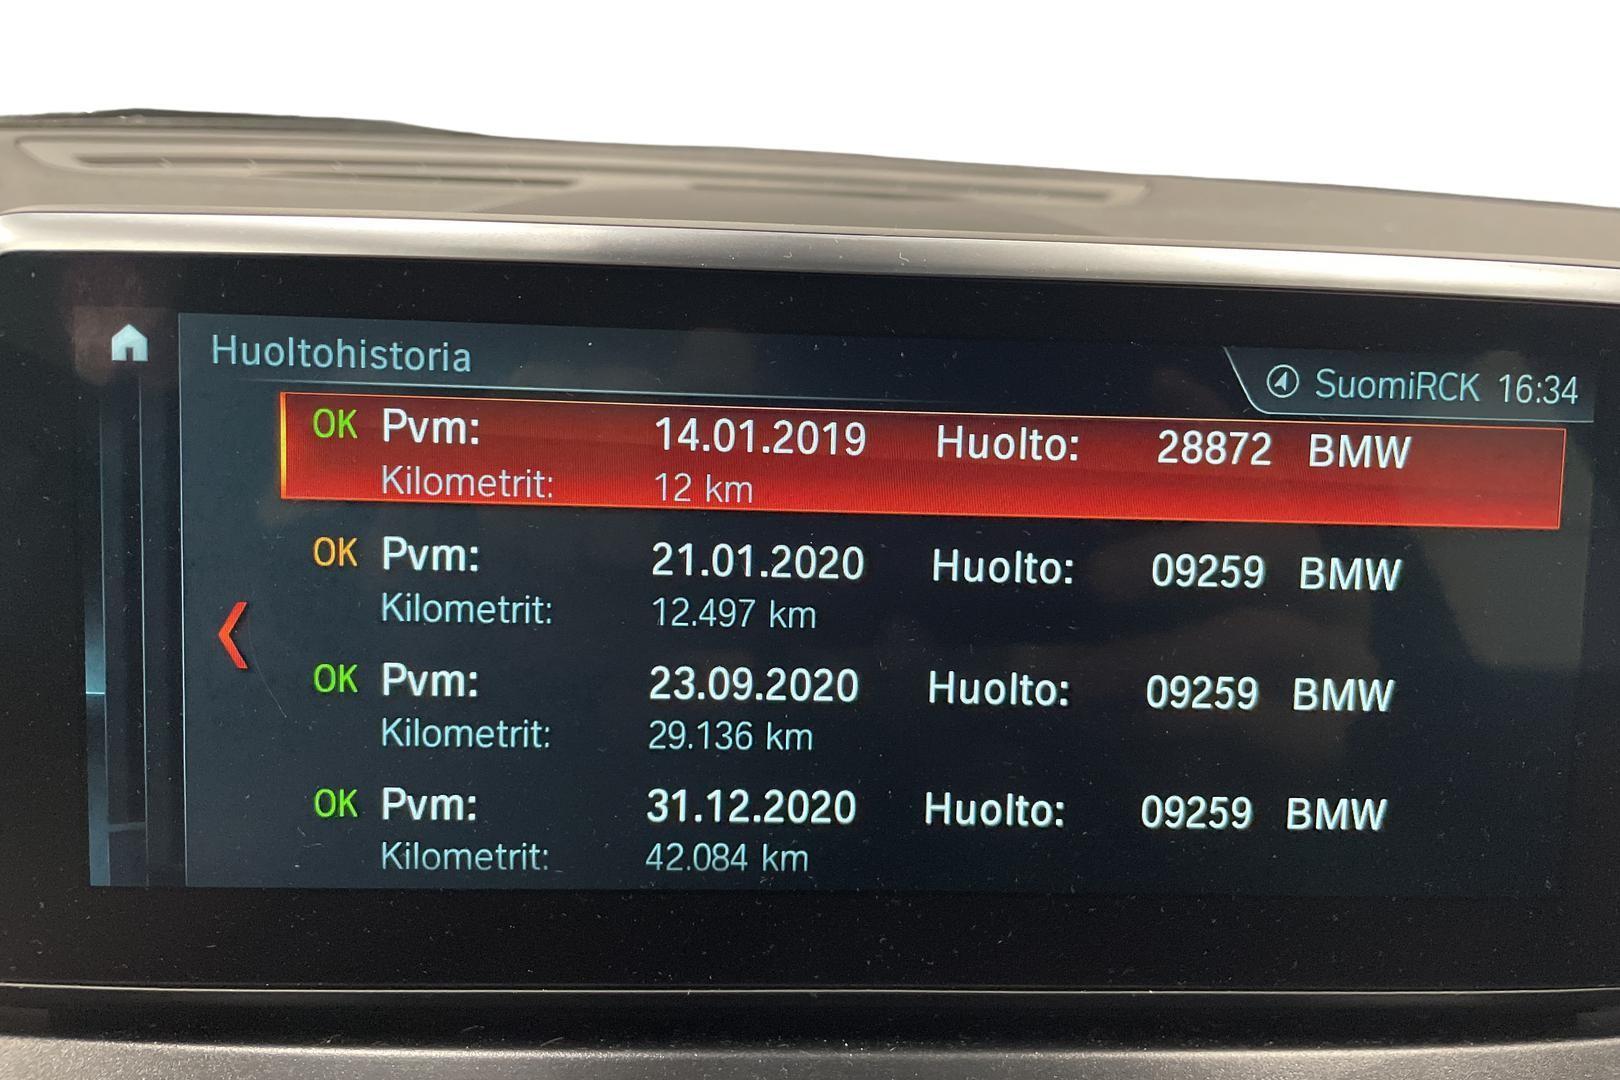 Huoltohistoria
SuomiRCK 16:34
OK Pvm: 14.01.2019 Huolto: 28872 BMW
Kilometrit: 12 km
OK Pvm: 21.01.2020 Huolto: 09259 BMW
Kilometrit: 12.497 km
OK Pvm: 23.09.2020 Huolto: 09259 BMW
Kilometrit: 29.136 km
OK Pvm: 31.12.2020 Huolto: 09259 BMW
Kilometrit: 42.084 km